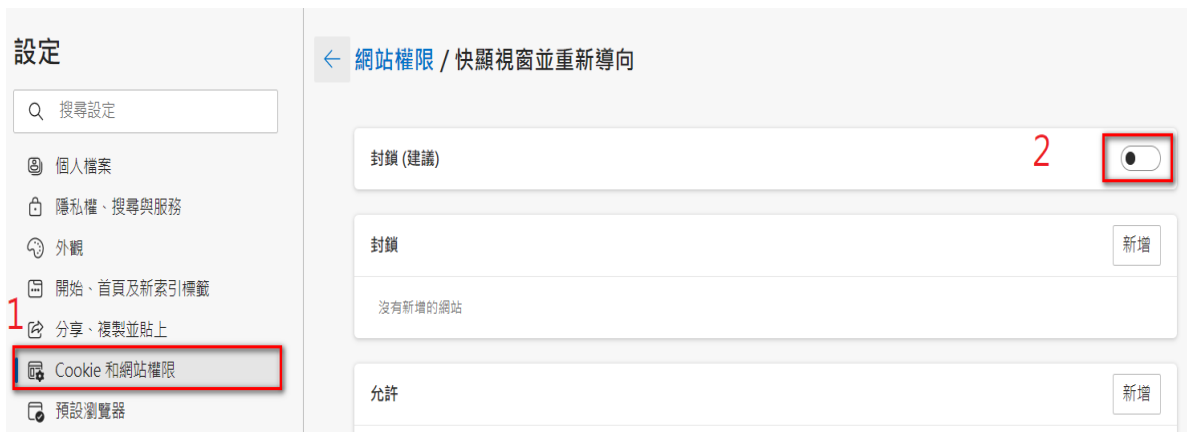 設定
搜尋設定
個人檔案
隱私權、搜尋與服務
外觀
開始、首頁及新索引標籤
1
分享、複製並貼上
Cookie 和網站權限
預設瀏覽器
網站權限 / 快顯視窗並重新導向
封鎖 (建議)
2
封鎖
新增
沒有新增的網站
允許
新增